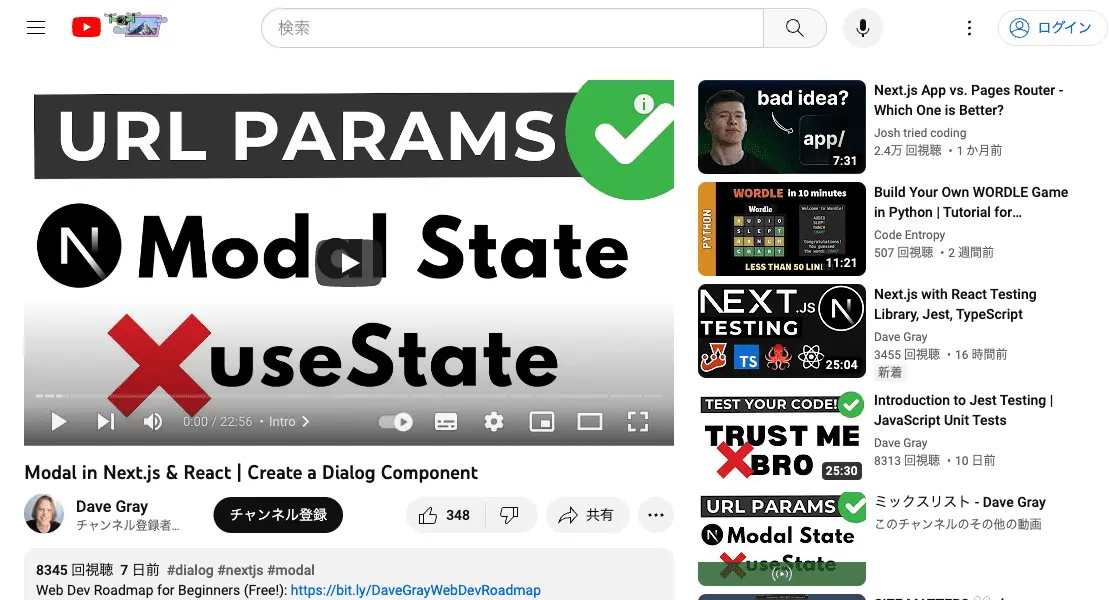 検索
ログイン
URL PARAMS
Modal State
useState
0:00 / 22:56 • Intro
Modal in Next.js & React | Create a Dialog Component
Dave Gray
チャンネル登録者...
チャンネル登録
348
共有
8345 回視聴 7 日前 #dialog #nextjs #modal
Web Dev Roadmap for Beginners (Free!): https://bit.ly/DaveGrayWebDevRoadmap
bad idea?
app/
7:31
Next.js App vs. Pages Router -
Which One is Better?
Josh tried coding
2.4万 回視聴 ・1 か月前
PYTHON
WORDLE in 10 minutes
Wordle
LESS THAN 50 LIN
11:21
Build Your Own WORDLE Game
in Python | Tutorial for...
Code Entropy
507 回視聴 ・2 週間前
NEXT.JS
TESTING
TS
25:04
Next.js with React Testing
Library, Jest, TypeScript
Dave Gray
3455 回視聴 ・16 時間前
新着
TEST YOUR CODE!
TRUST ME
BRO
25:30
Introduction to Jest Testing |
JavaScript Unit Tests
Dave Gray
8313 回視聴 ・10 日前
URL PARAMS
Modal State
useState
ミックスリスト - Dave Gray
このチャンネルのその他の動画